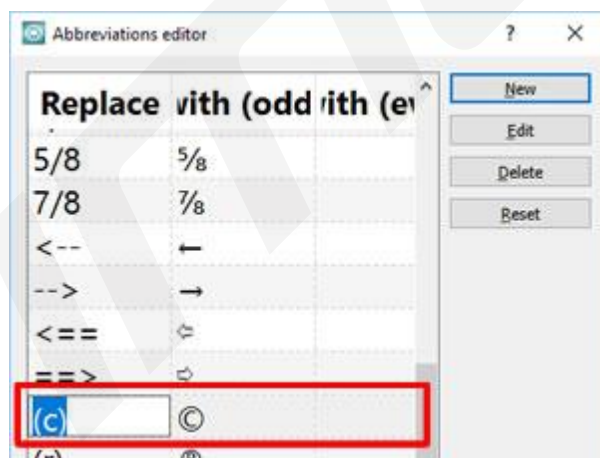 Abbreviations editor ?
Replace with (odd with (ev
5/8 ⅝
7/8 ⅞
<-- ←
--> →
<== ⇦
==> ⇨
(c) ©
New
Edit
Delete
Reset